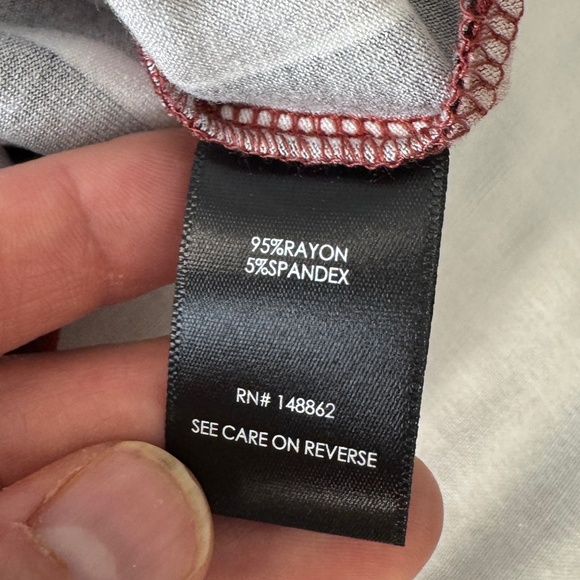 95%RAYON
5%SPANDEX
RN# 148862
SEE CARE ON REVERSE